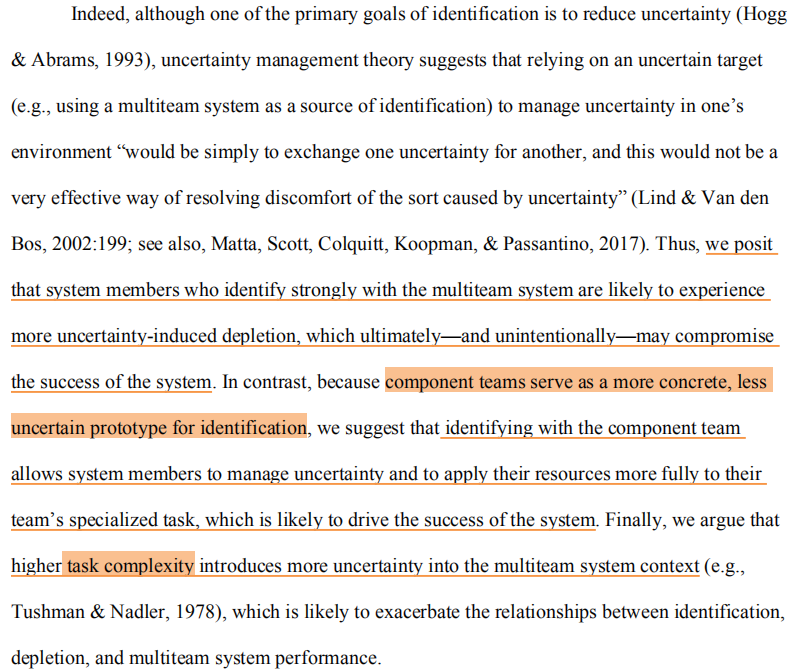 Indeed, although one of the primary goals of identification is to reduce uncertainty (Hogg
& Abrams, 1993), uncertainty management theory suggests that relying on an uncertain target
(e.g., using a multiteam system as a source of identification) to manage uncertainty in one’s
environment “would be simply to exchange one uncertainty for another, and this would not be a
very effective way of resolving discomfort of the sort caused by uncertainty” (Lind & Van den
Bos, 2002:199; see also, Matta, Scott, Colquitt, Koopman, & Passantino, 2017). Thus, we posit
that system members who identify strongly with the multiteam system are likely to experience
more uncertainty-induced depletion, which ultimately—and unintentionally—may compromise
the success of the system. In contrast, because component teams serve as a more concrete, less
uncertain prototype for identification, we suggest that identifying with the component team
allows system members to manage uncertainty and to apply their resources more fully to their
team’s specialized task, which is likely to drive the success of the system. Finally, we argue that
higher task complexity introduces more uncertainty into the multiteam system context (e.g.,
Tushman & Nadler, 1978), which is likely to exacerbate the relationships between identification,
depletion, and multiteam system performance.